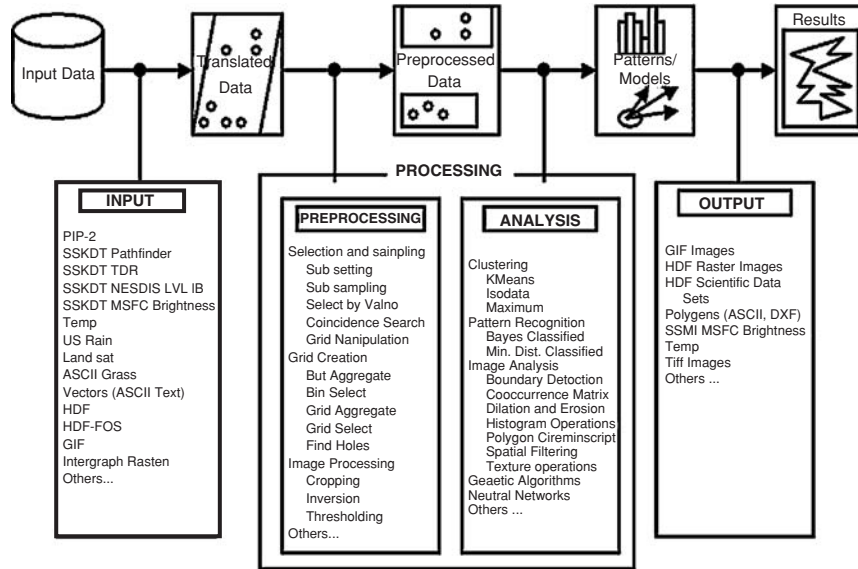 Input Data
Translated
Data
Preprocessed
Data
Patterns/
Models
Results
PROCESSING
INPUT
PIP-2
SSKDT Pathfinder
SSKDT TDR
SSKDT NESDIS LVL IB
SSKDT MSFC Brightness
Temp
US Rain
Land sat
ASCII Grass
Vectors (ASCII Text)
HDF
HDF-FOS
GIF
Intergraph Rasten
Others...
PREPROCESSING
Selection and sainpling
Sub setting
Sub sampling
Select by Valno
Coincidence Search
Grid Nanipulation
Grid Creation
But Aggregate
Bin Select
Grid Aggregate
Grid Select
Find Holes
Image Processing
Cropping
Inversion
Thresholding
Others...
ANALYSIS
Clustering
KMeans
Isodata
Maximum
Pattern Recognition
Bayes Classified
Min. Dist. Classified
Image Analysis
Boundary Detection
Cooccurrence Matrix
Dilation and Erosion
Histogram Operations
Polygon Cireminscript
Spatial Filtering
Texture operations
Geaetic Algorithms
Neutral Networks
Others ...
OUTPUT
GIF Images
HDF Raster Images
HDF Scientific Data
Sets
Polygens (ASCII, DXF)
SSMI MSFC Brightness
Temp
Tiff Images
Others ...